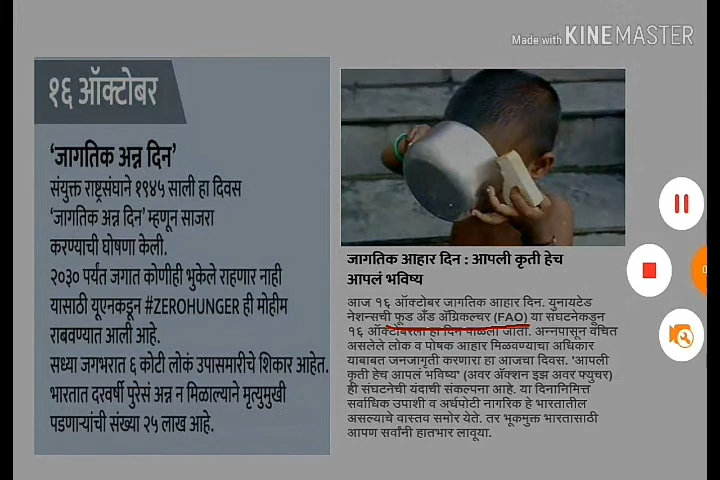 Made with KINEMASTER
१६ ऑक्टोबर
'जागतिक अन्न दिन'
संयुक्त राष्ट्रसंघाने १९४५ साली हा दिवस
'जागतिक अन्न दिन' म्हणून साजरा
करण्याची घोषणा केली.
२०३० पर्यंत जगात कोणीही भुकेले राहणार नाही
यासाठी यूएनकडून #ZEROHUNGER ही मोहीम
राबवण्यात आली आहे.
सध्या जगभरात ६ कोटी लोकं उपासमारीचे शिकार आहेत.
भारतात दरवर्षी पुरेसं अन्न न मिळाल्याने मृत्युमुखी
पडणाऱ्यांची संख्या २५ लाख आहे.
जागतिक आहार दिन : आपली कृती हेच
आपलं भविष्य
आज १६ ऑक्टोबर जागतिक आहार दिन. युनायटेड
नेशन्सची फूड अँड अ‍ॅग्रिकल्चर (FAO) या संघटनेकडून
१६ ऑक्टोबरला हा दिन पाळला जातो. अन्नापासून वंचित
असलेले लोक व पोषक आहार मिळवण्याचा अधिकार
याबाबत जनजागृती करणारा हा आजचा दिवस. 'आपली
कृती हेच आपलं भविष्य' (अवर अ‍ॅक्शन इझ अवर फ्युचर)
ही संघटनेची यंदाची संकल्पना आहे. या दिनानिमित्त
सर्वाधिक उपाशी व अर्धपोटी नागरिक हे भारतातील
असल्याचे वास्तव समोर येते. तर भूकमुक्त भारतासाठी
आपण सर्वांनी हातभार लावूया.